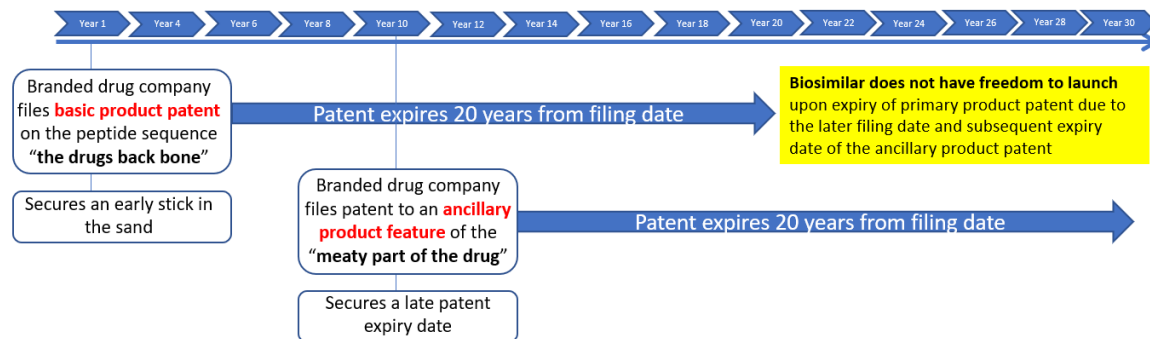 Year 1 Year 4 Year 6 Year 8 Year 10 Year 12 Year 14 Year 16 Year 18 Year 20 Year 22 Year 24 Year 26 Year 28 Year 30
Branded drug company
files basic product patent
on the peptide sequence
“the drugs back bone”
Patent expires 20 years from filing date
Biosimilar does not have freedom to launch
upon expiry of primary product patent due to
the later filing date and subsequent expiry
date of the ancillary product patent
Secures an early stick in
the sand
Branded drug company
files patent to an ancillary
product feature of the
“meaty part of the drug”
Patent expires 20 years from filing date
Secures a late patent
expiry date